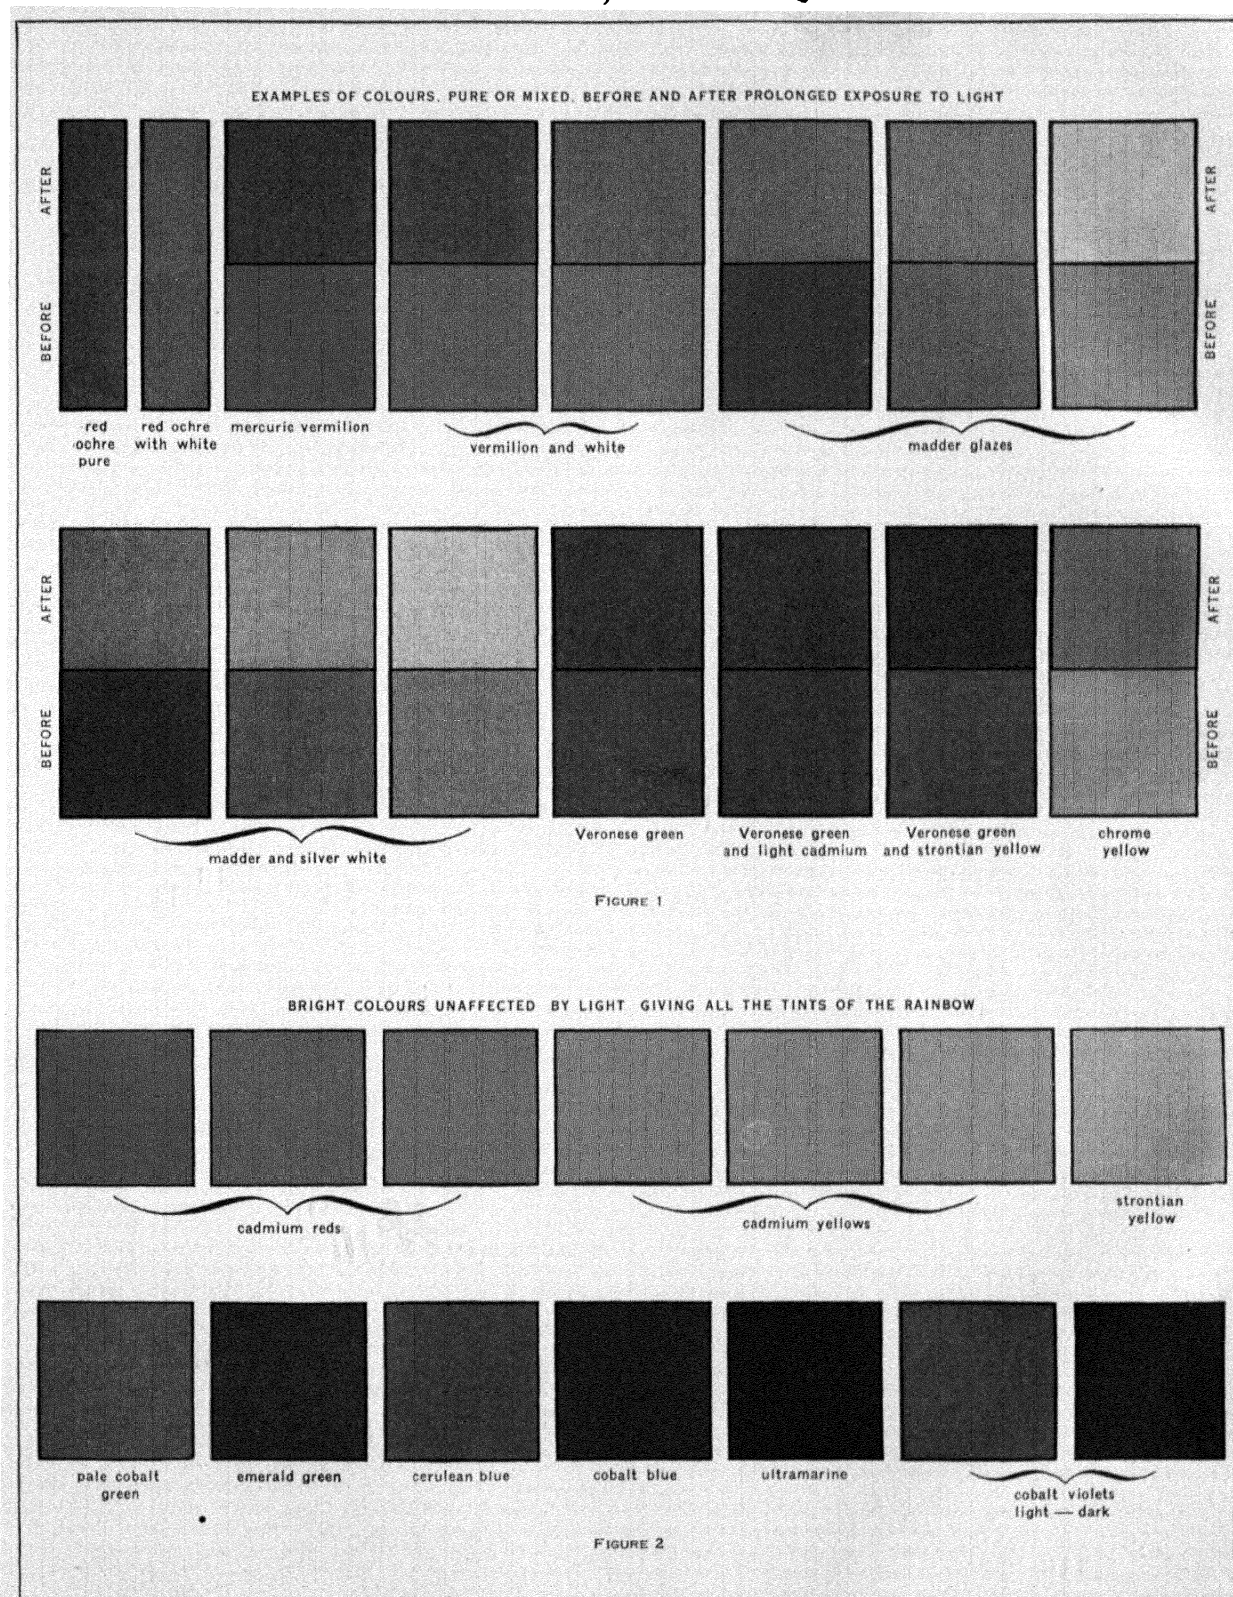 EXAMPLES OF COLOURS, PURE OR MIXED, BEFORE AND AFTER PROLONGED EXPOSURE TO LIGHT
AFTER
AFTER
BEFORE
BEFORE
red
ochre
pure
red ochre
with white
mercuric vermilion
vermilion and white
madder glazes
AFTER
AFTER
BEFORE
BEFORE
madder and silver white
Veronese green
Veronese green
and light cadmium
Veronese green
and strontian yellow
chrome
yellow
FIGURE 1
BRIGHT COLOURS UNAFFECTED BY LIGHT GIVING ALL THE TINTS OF THE RAINBOW
cadmium reds
cadmium yellows
strontian
yellow
pale cobalt
green
emerald green
cerulean blue
cobalt blue
ultramarine
cobalt violets
light — dark
FIGURE 2